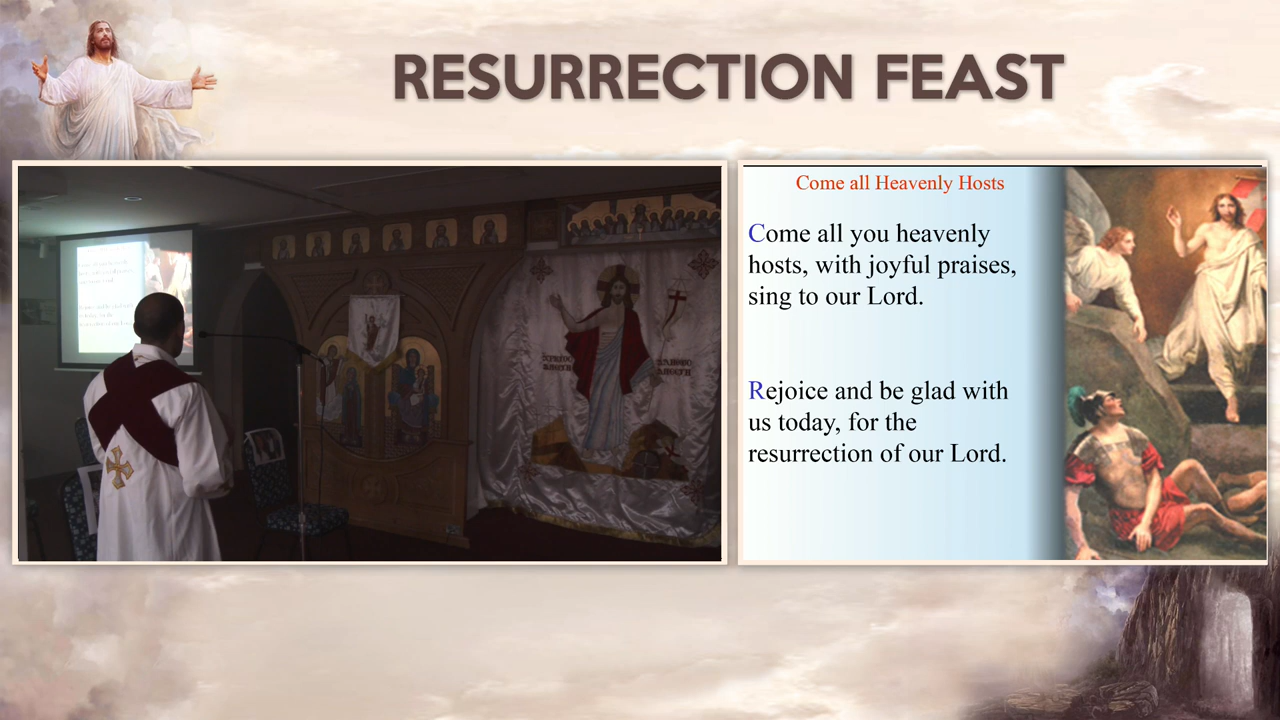 RESURRECTION FEAST
Come all Heavenly Hosts
Come all you heavenly
hosts, with joyful praises,
sing to our Lord.
Rejoice and be glad with
us today, for the
resurrection of our Lord.